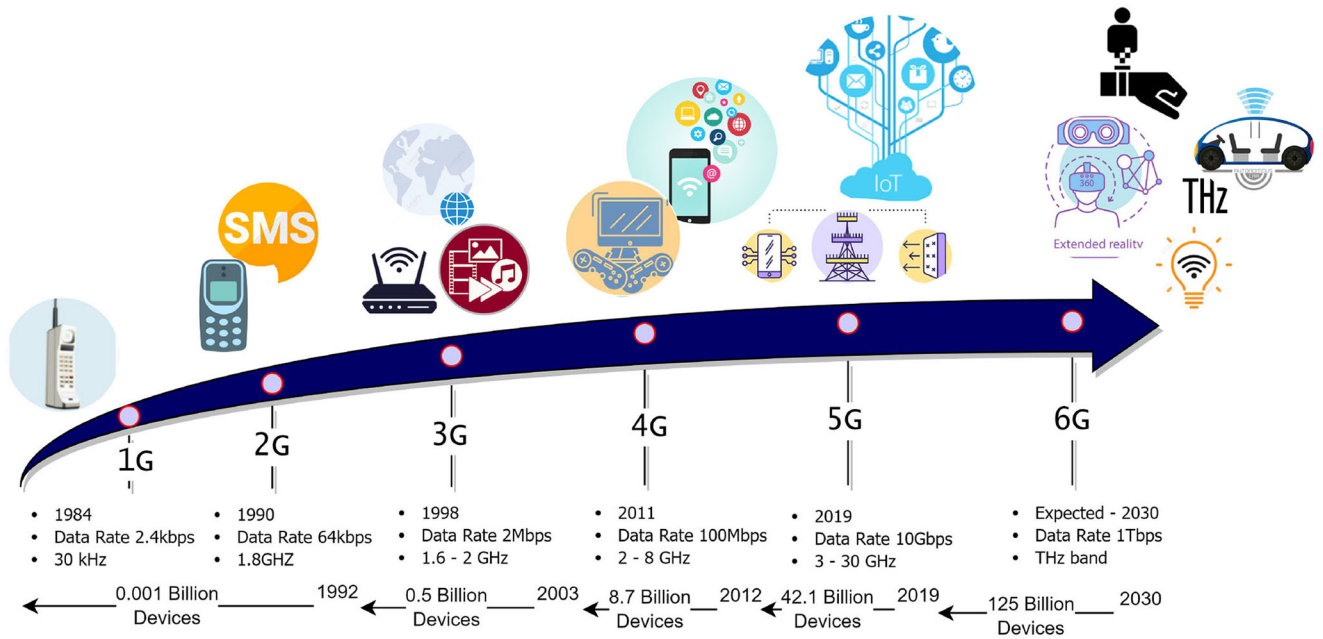 IoT
SMS
@
360
THz
Extended reality
1G
2G
3G
4G
5G
6G
• 1984
• Data Rate 2.4kbps
• 30 kHz
• 1990
• Data Rate 64kbps
• 1.8GHZ
• 1998
• Data Rate 2Mbps
• 1.6 - 2 GHz
• 2011
• Data Rate 100Mbps
• 2 - 8 GHz
• 2019
• Data Rate 10Gbps
• 3 - 30 GHz
• Expected - 2030
• Data Rate 1Tbps
• THz band
0.001 Billion
Devices
1992
0.5 Billion
Devices
2003
8.7 Billion
Devices
2012
42.1 Billion
Devices
2019
125 Billion
Devices
2030